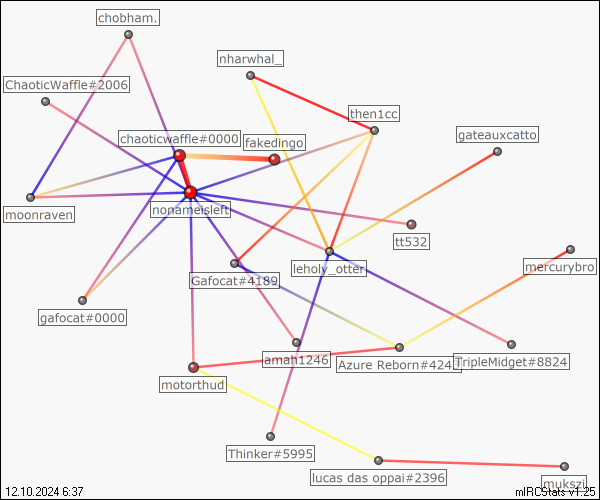 chobham.
nharwhal_
ChaoticWaffle#2006
then1cc
chaoticwaffle#0000
fakedingo
gateauxcatto
moonraven
nonameisleft
tt532
leholy_otter
mercurybro
Gafocat#4189
gafocat#0000
amah1246
Azure Reborn#424
TripleMidget#8824
motorthud
Thinker#5995
lucas das oppai#2396
mukszi
12.10.2024 6:37
mIRCStats v1.25